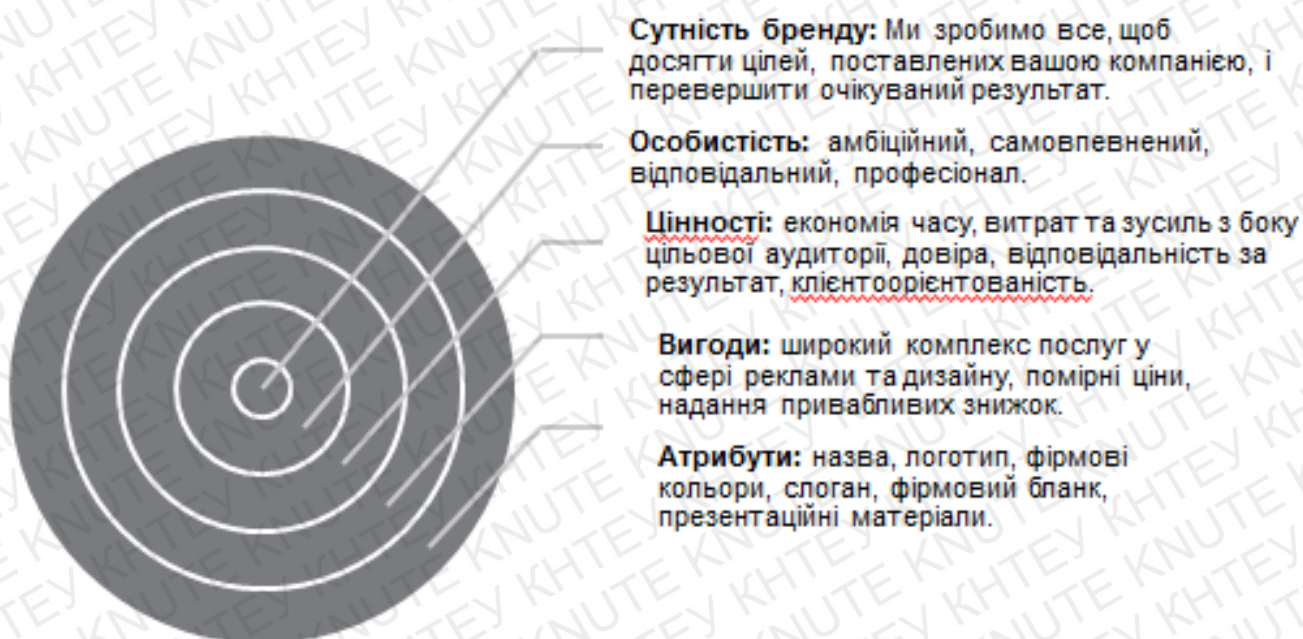 Сутність бренду: Ми зробимо все, щоб
досягти цілей, поставлених вашою компанією, і
перевершити очікуваний результат.
Особистість: амбіційний, самовпевнений,
відповідальний, професіонал.
Цінності: економія часу, витрат та зусиль з боку
цільової аудиторії, довіра, відповідальність за
результат, клієнтоорієнтованість.
Вигоди: широкий комплекс послуг у
сфері реклами та дизайну, помірні ціни,
надання привабливих знижок.
Атрибути: назва, логотип, фірмові
кольори, слоган, фірмовий бланк,
презентаційні матеріали.